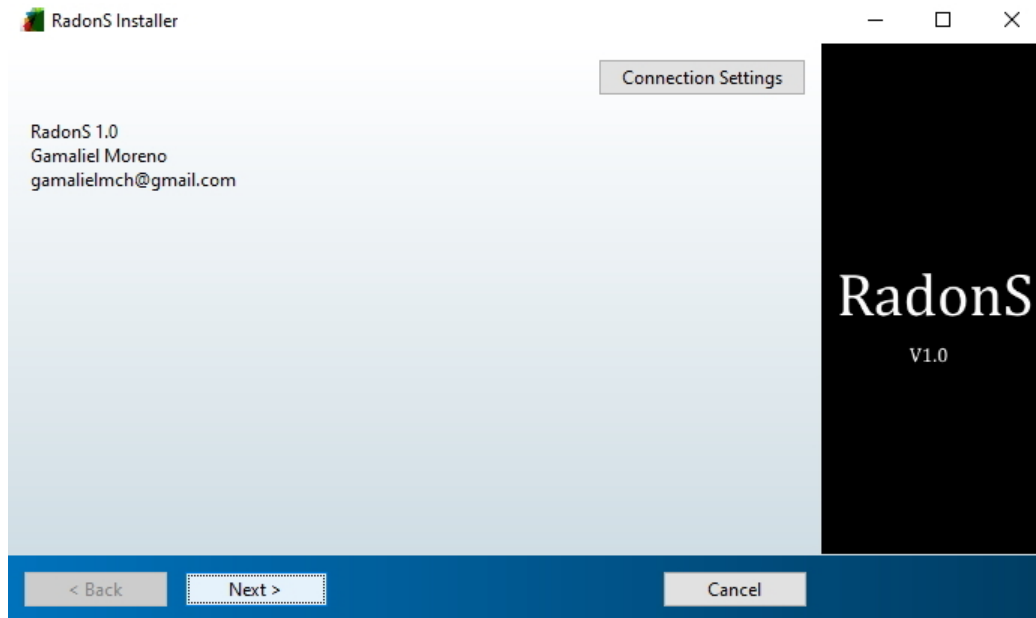 RadonS Installer
Connection Settings
RadonS 1.0
Gamaliel Moreno
gamalielmch@gmail.com
RadonS
V1.0
< Back
Next >
Cancel